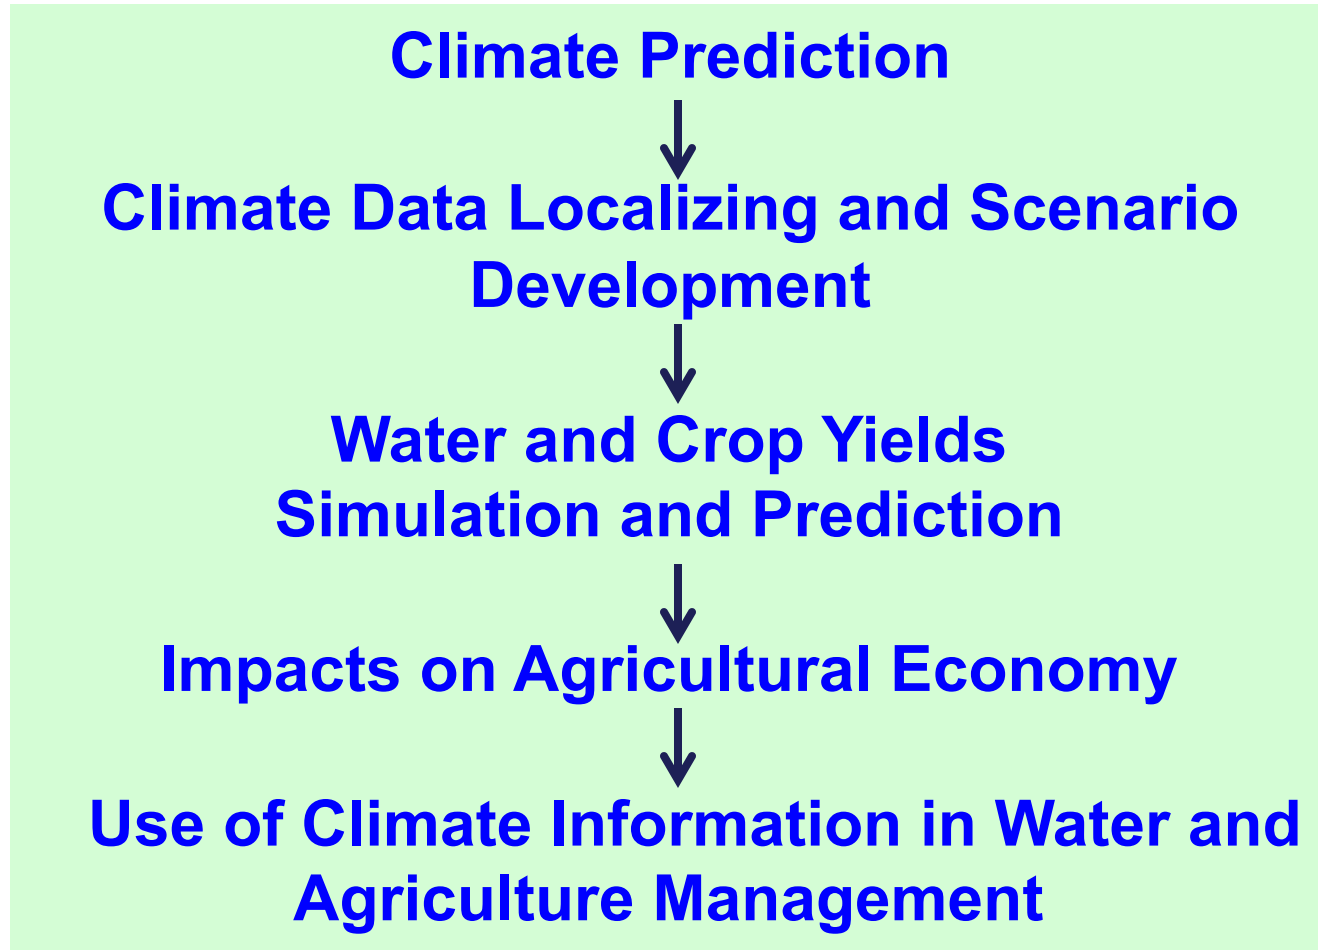 Climate Prediction
Climate Data Localizing and Scenario
Development
Water and Crop Yields
Simulation and Prediction
Impacts on Agricultural Economy
Use of Climate Information in Water and
Agriculture Management